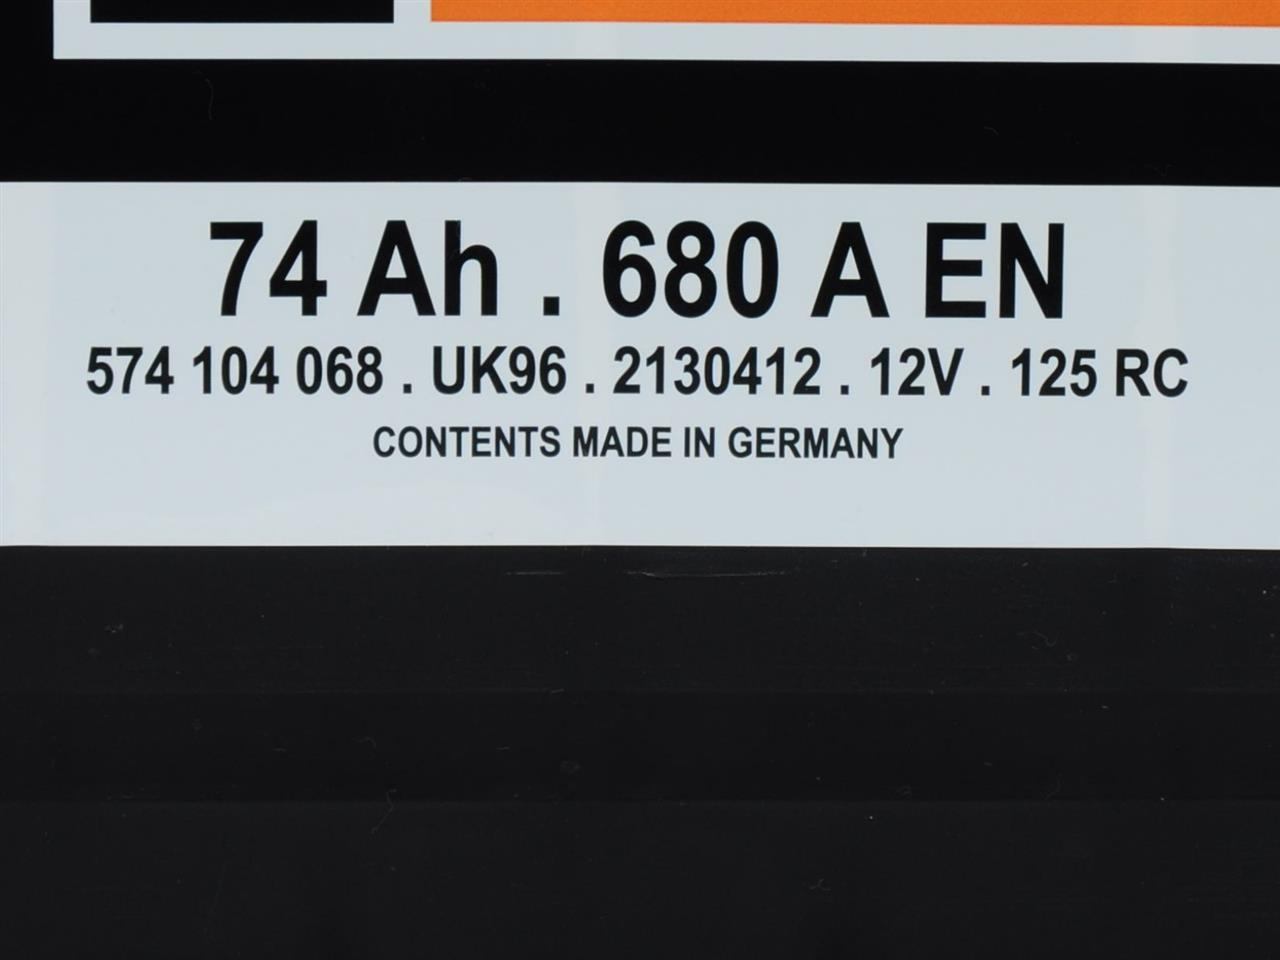 74 Ah . 680 A EN
574 104 068 . UK96 . 2130412 . 12V . 125 RC
CONTENTS MADE IN GERMANY